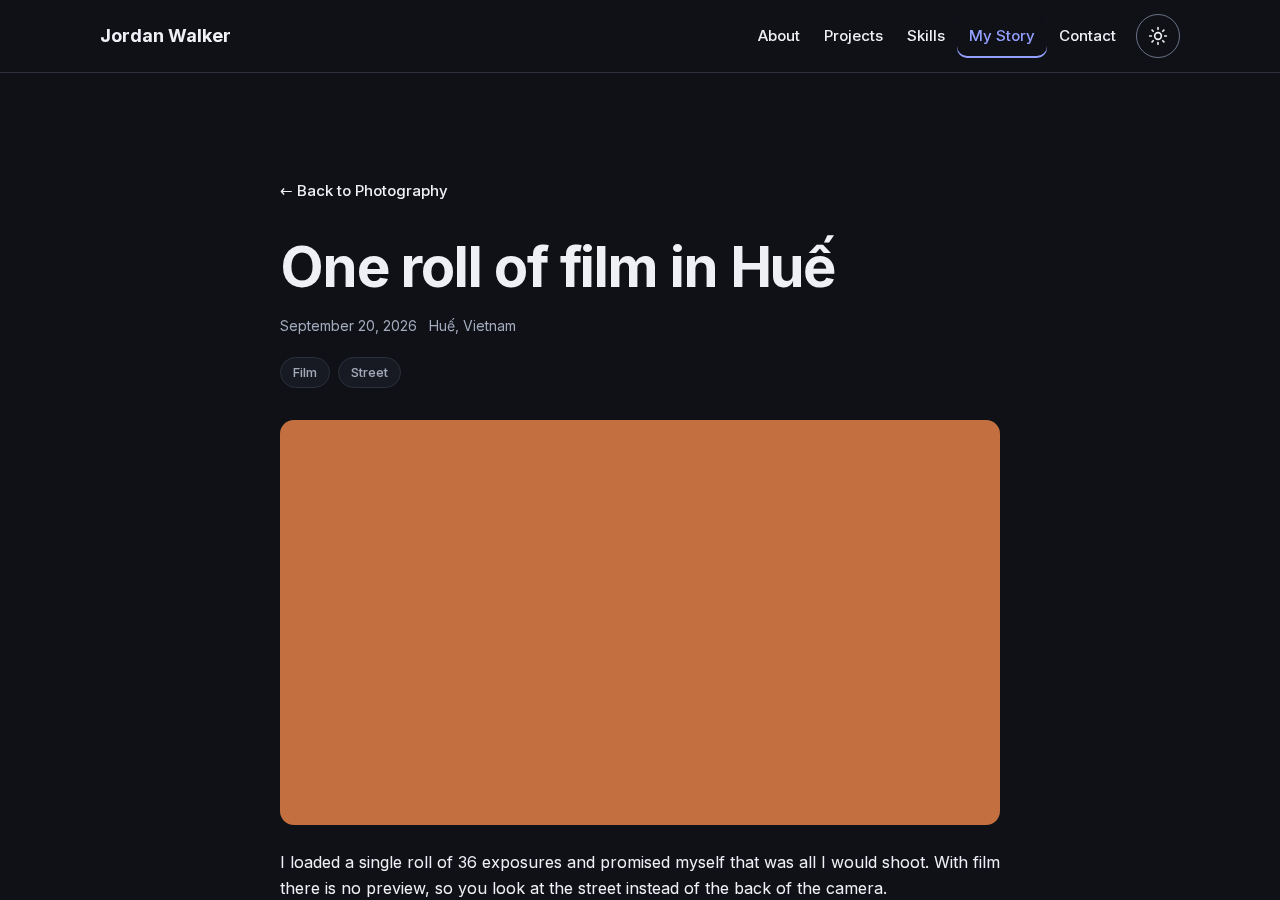 Jordan Walker
About Projects Skills My Story Contact
← Back to Photography
One roll of film in Huế
September 20, 2026 Huế, Vietnam
Film Street
I loaded a single roll of 36 exposures and promised myself that was all I would shoot. With film
there is no preview, so you look at the street instead of the back of the camera.